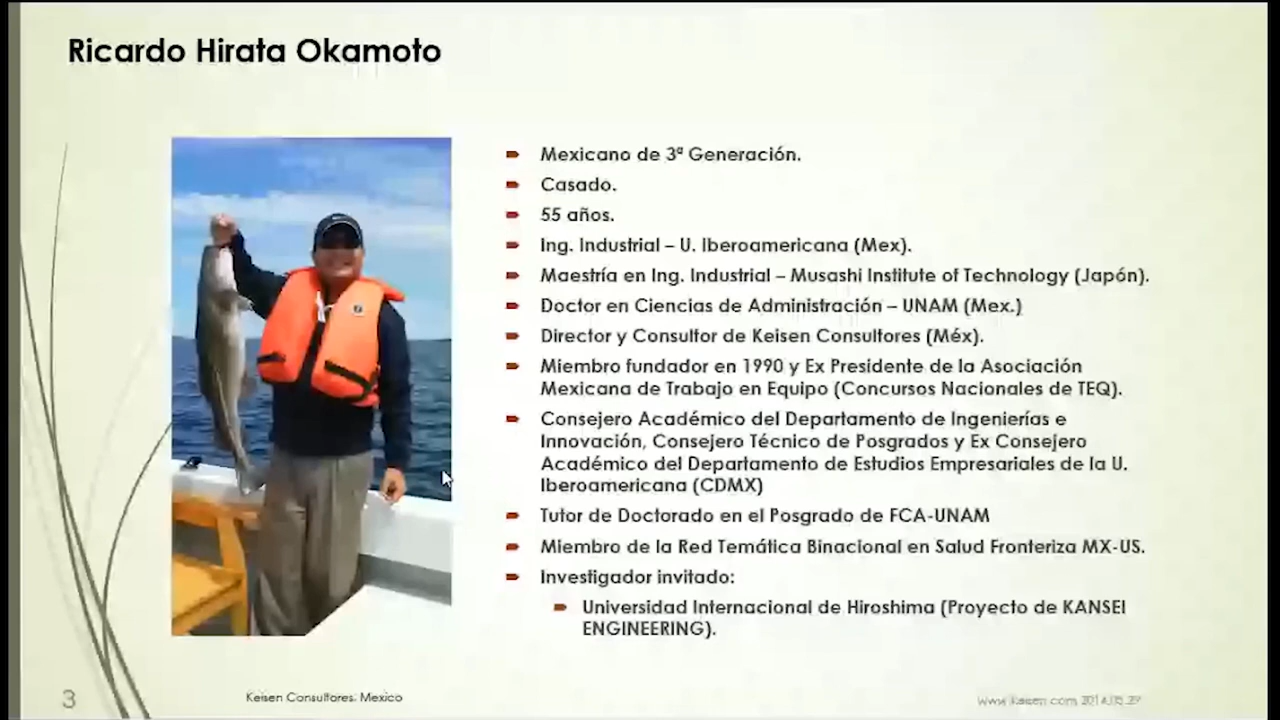 Ricardo Hirata Okamoto
Mexicano de 3ª Generación.
Casado.
55 años.
Ing. Industrial – U. Iberoamericana (Mex).
Maestría en Ing. Industrial – Musashi Institute of Technology (Japón).
Doctor en Ciencias de Administración – UNAM (Mex.)
Director y Consultor de Keisen Consultores (Méx).
Miembro fundador en 1990 y Ex Presidente de la Asociación
Mexicana de Trabajo en Equipo (Concursos Nacionales de TEQ).
Consejero Académico del Departamento de Ingenierías e
Innovación, Consejero Técnico de Posgrados y Ex Consejero
Académico del Departamento de Estudios Empresariales de la U.
Iberoamericana (CDMX)
Tutor de Doctorado en el Posgrado de FCA-UNAM
Miembro de la Red Temática Binacional en Salud Fronteriza MX-US.
Investigador invitado:
Universidad Internacional de Hiroshima (Proyecto de KANSEI
ENGINEERING).
3
Keisen Consultores. Mexico
www.keisen.com 2014.05.29